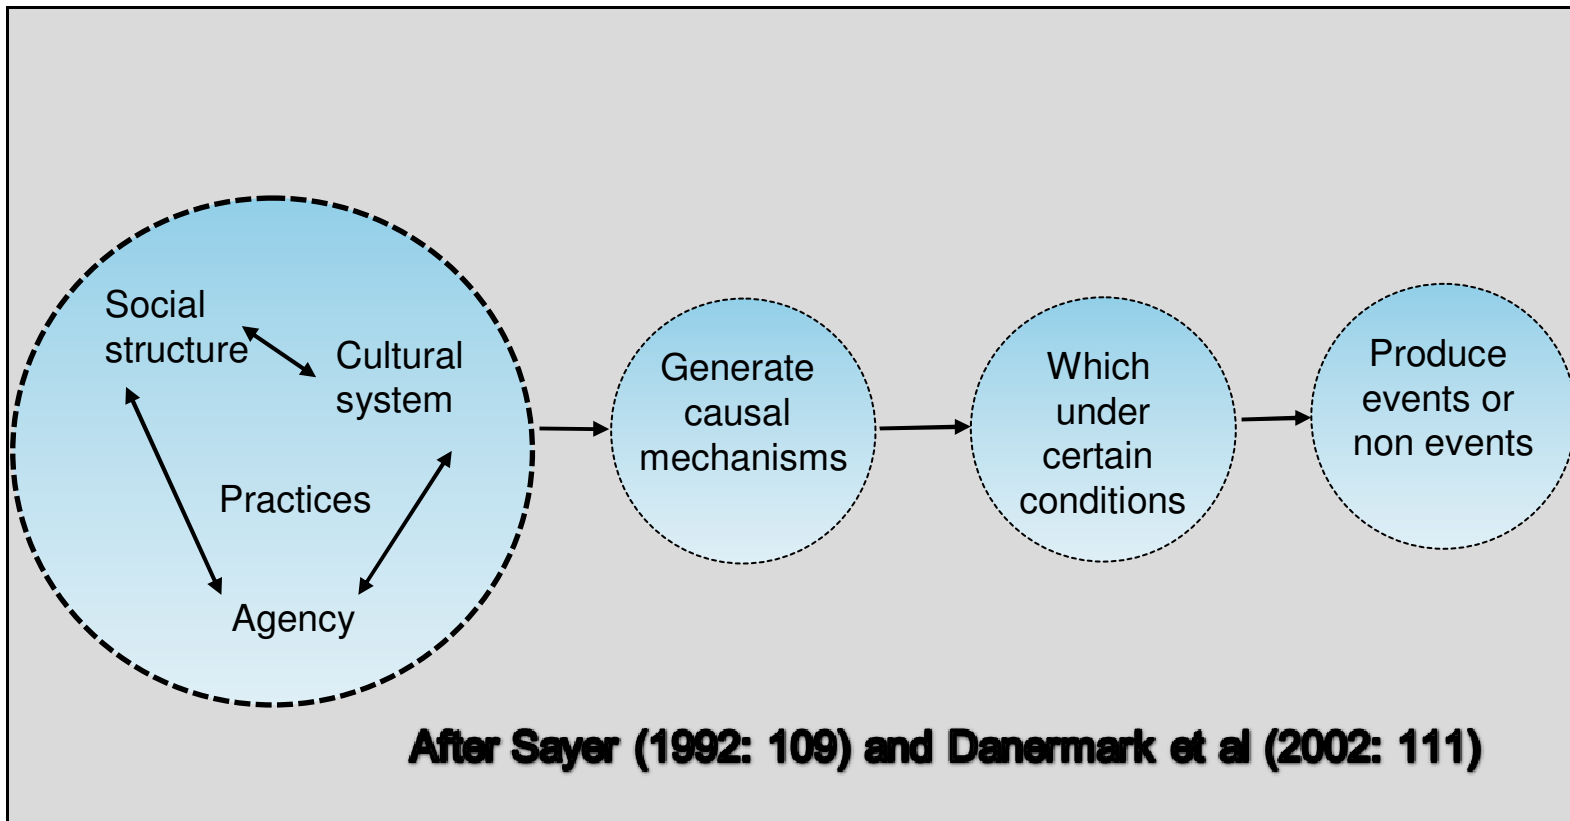 Social
structure
Cultural
system
Practices
Agency
Generate
causal
mechanisms
Which
under
certain
conditions
Produce
events or
non events
After Sayer (1992: 109) and Danermark et al (2002: 111)